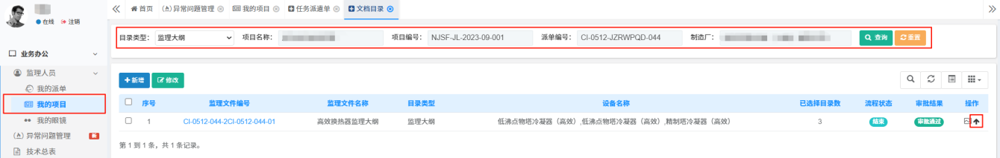 在线 注销
首页 异常问题管理 我的项目 任务派遣单 文档目录
业务办公
监理人员
我的派单
我的项目
我的眼镜
异常问题管理
技术总表
目录类型: 监理大纲 项目名称: 项目编号: NJSF-JL-2023-09-001 派单编号: CI-0512-JZRWPQD-044 制造厂: 查询 重置
+新增 修改
序号 监理文件编号 监理文件名称 目录类型 设备名称 已选择目录数 流程状态 审批结果 操作
1 CI-0512-044-2CI-0512-044-01 高效换热器监理大纲 监理大纲 低沸点物塔冷凝器（高效）,低沸点物塔冷凝器（高效）,精制塔冷凝器（高效） 3 结束 审批通过
第 1 到 1 条，共 1 条记录。